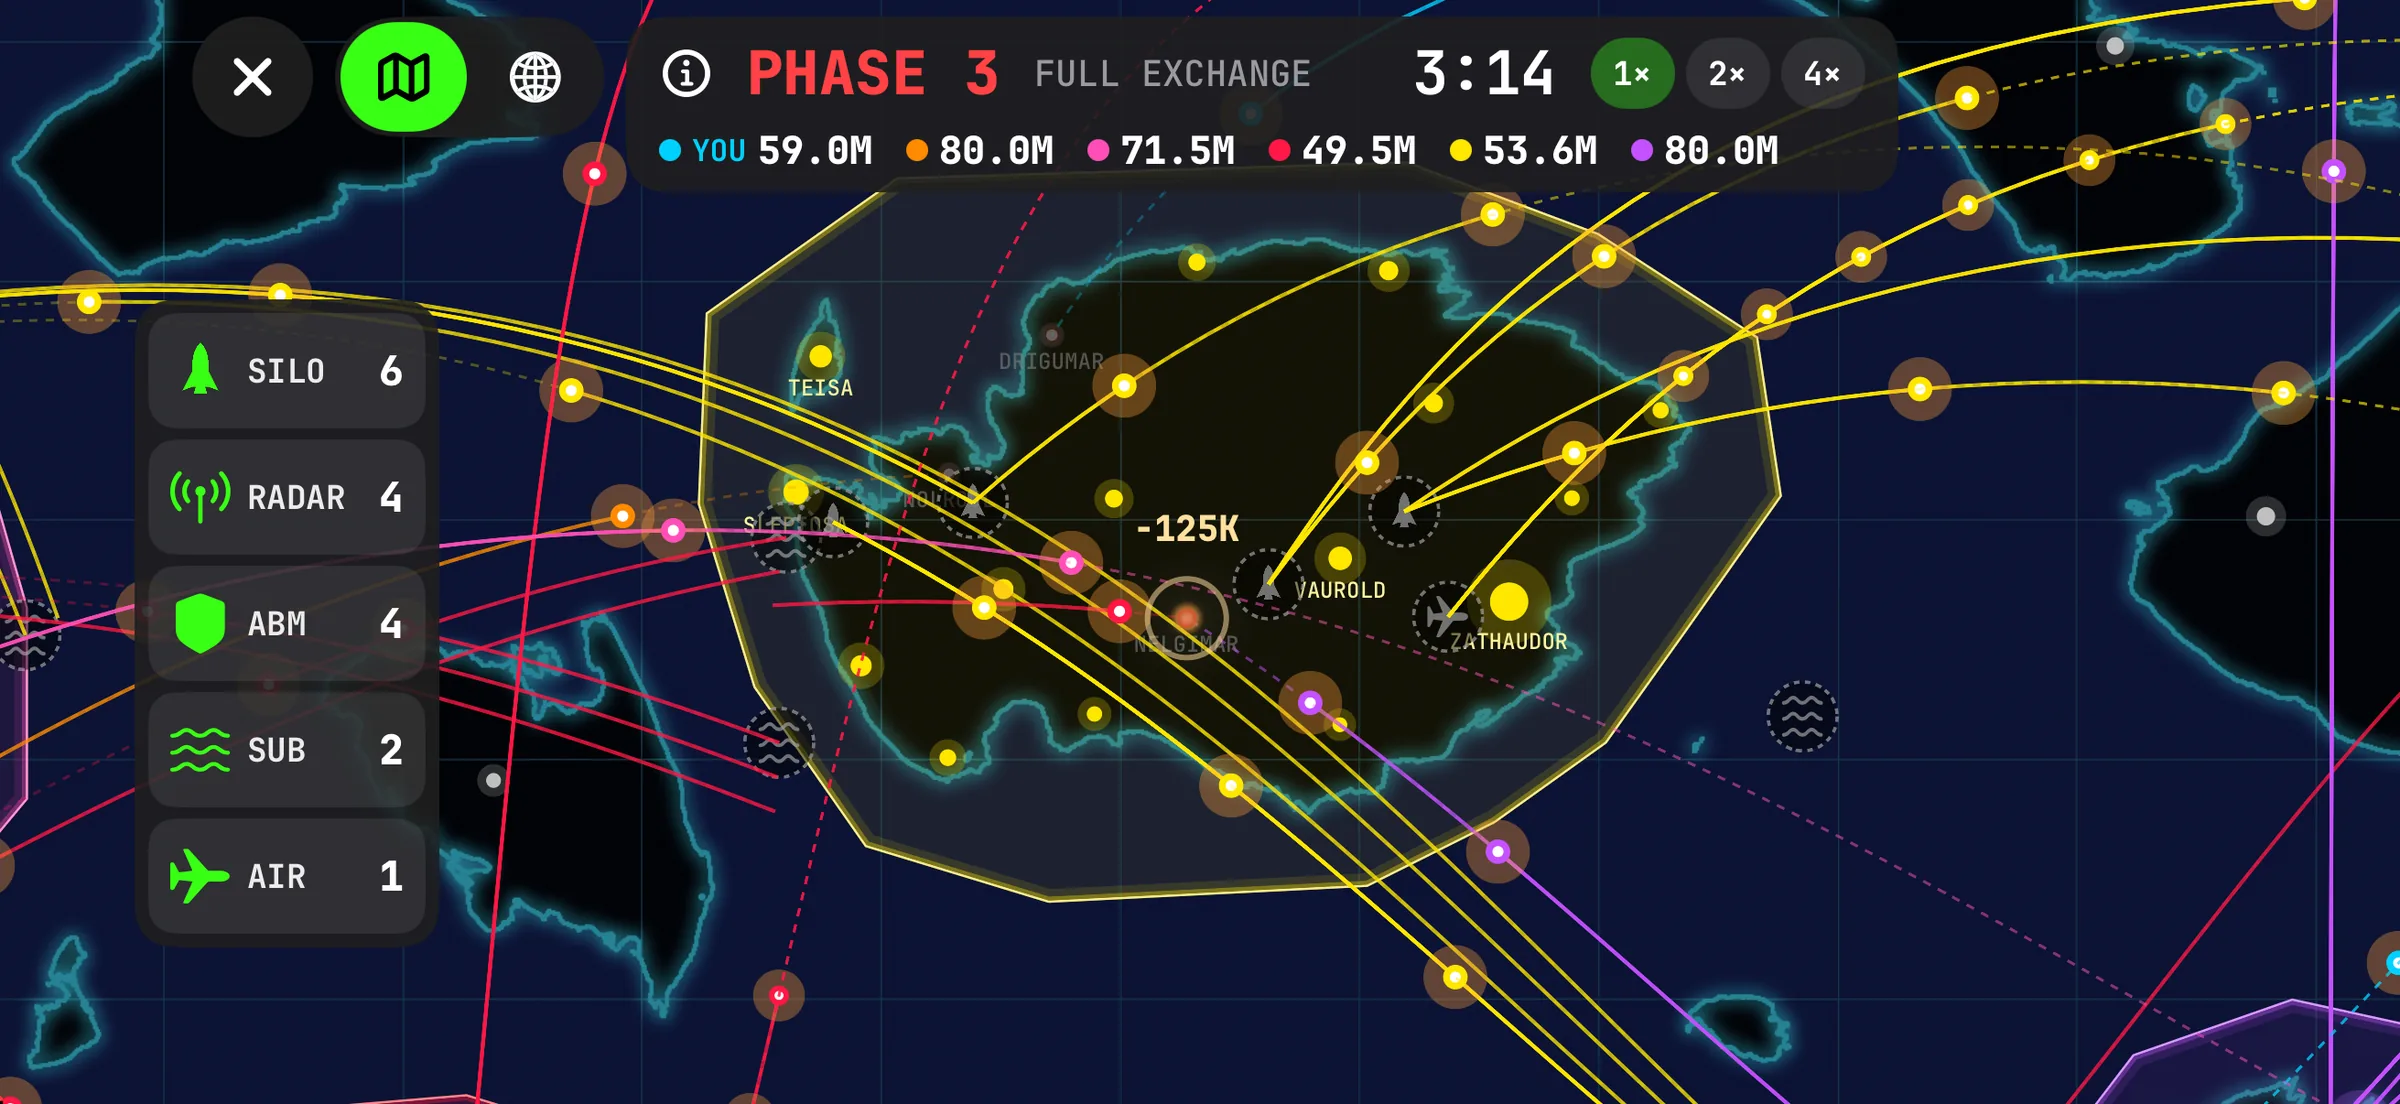 PHASE 3 FULL EXCHANGE 3:14 1× 2× 4×
YOU 59.0M 80.0M 71.5M 49.5M 53.6M 80.0M
SILO 6
RADAR 4
ABM 4
SUB 2
AIR 1
DRIGUMAR
TEISA
-125K
VAUROLD
ZATHAUDOR
NELGIMAR